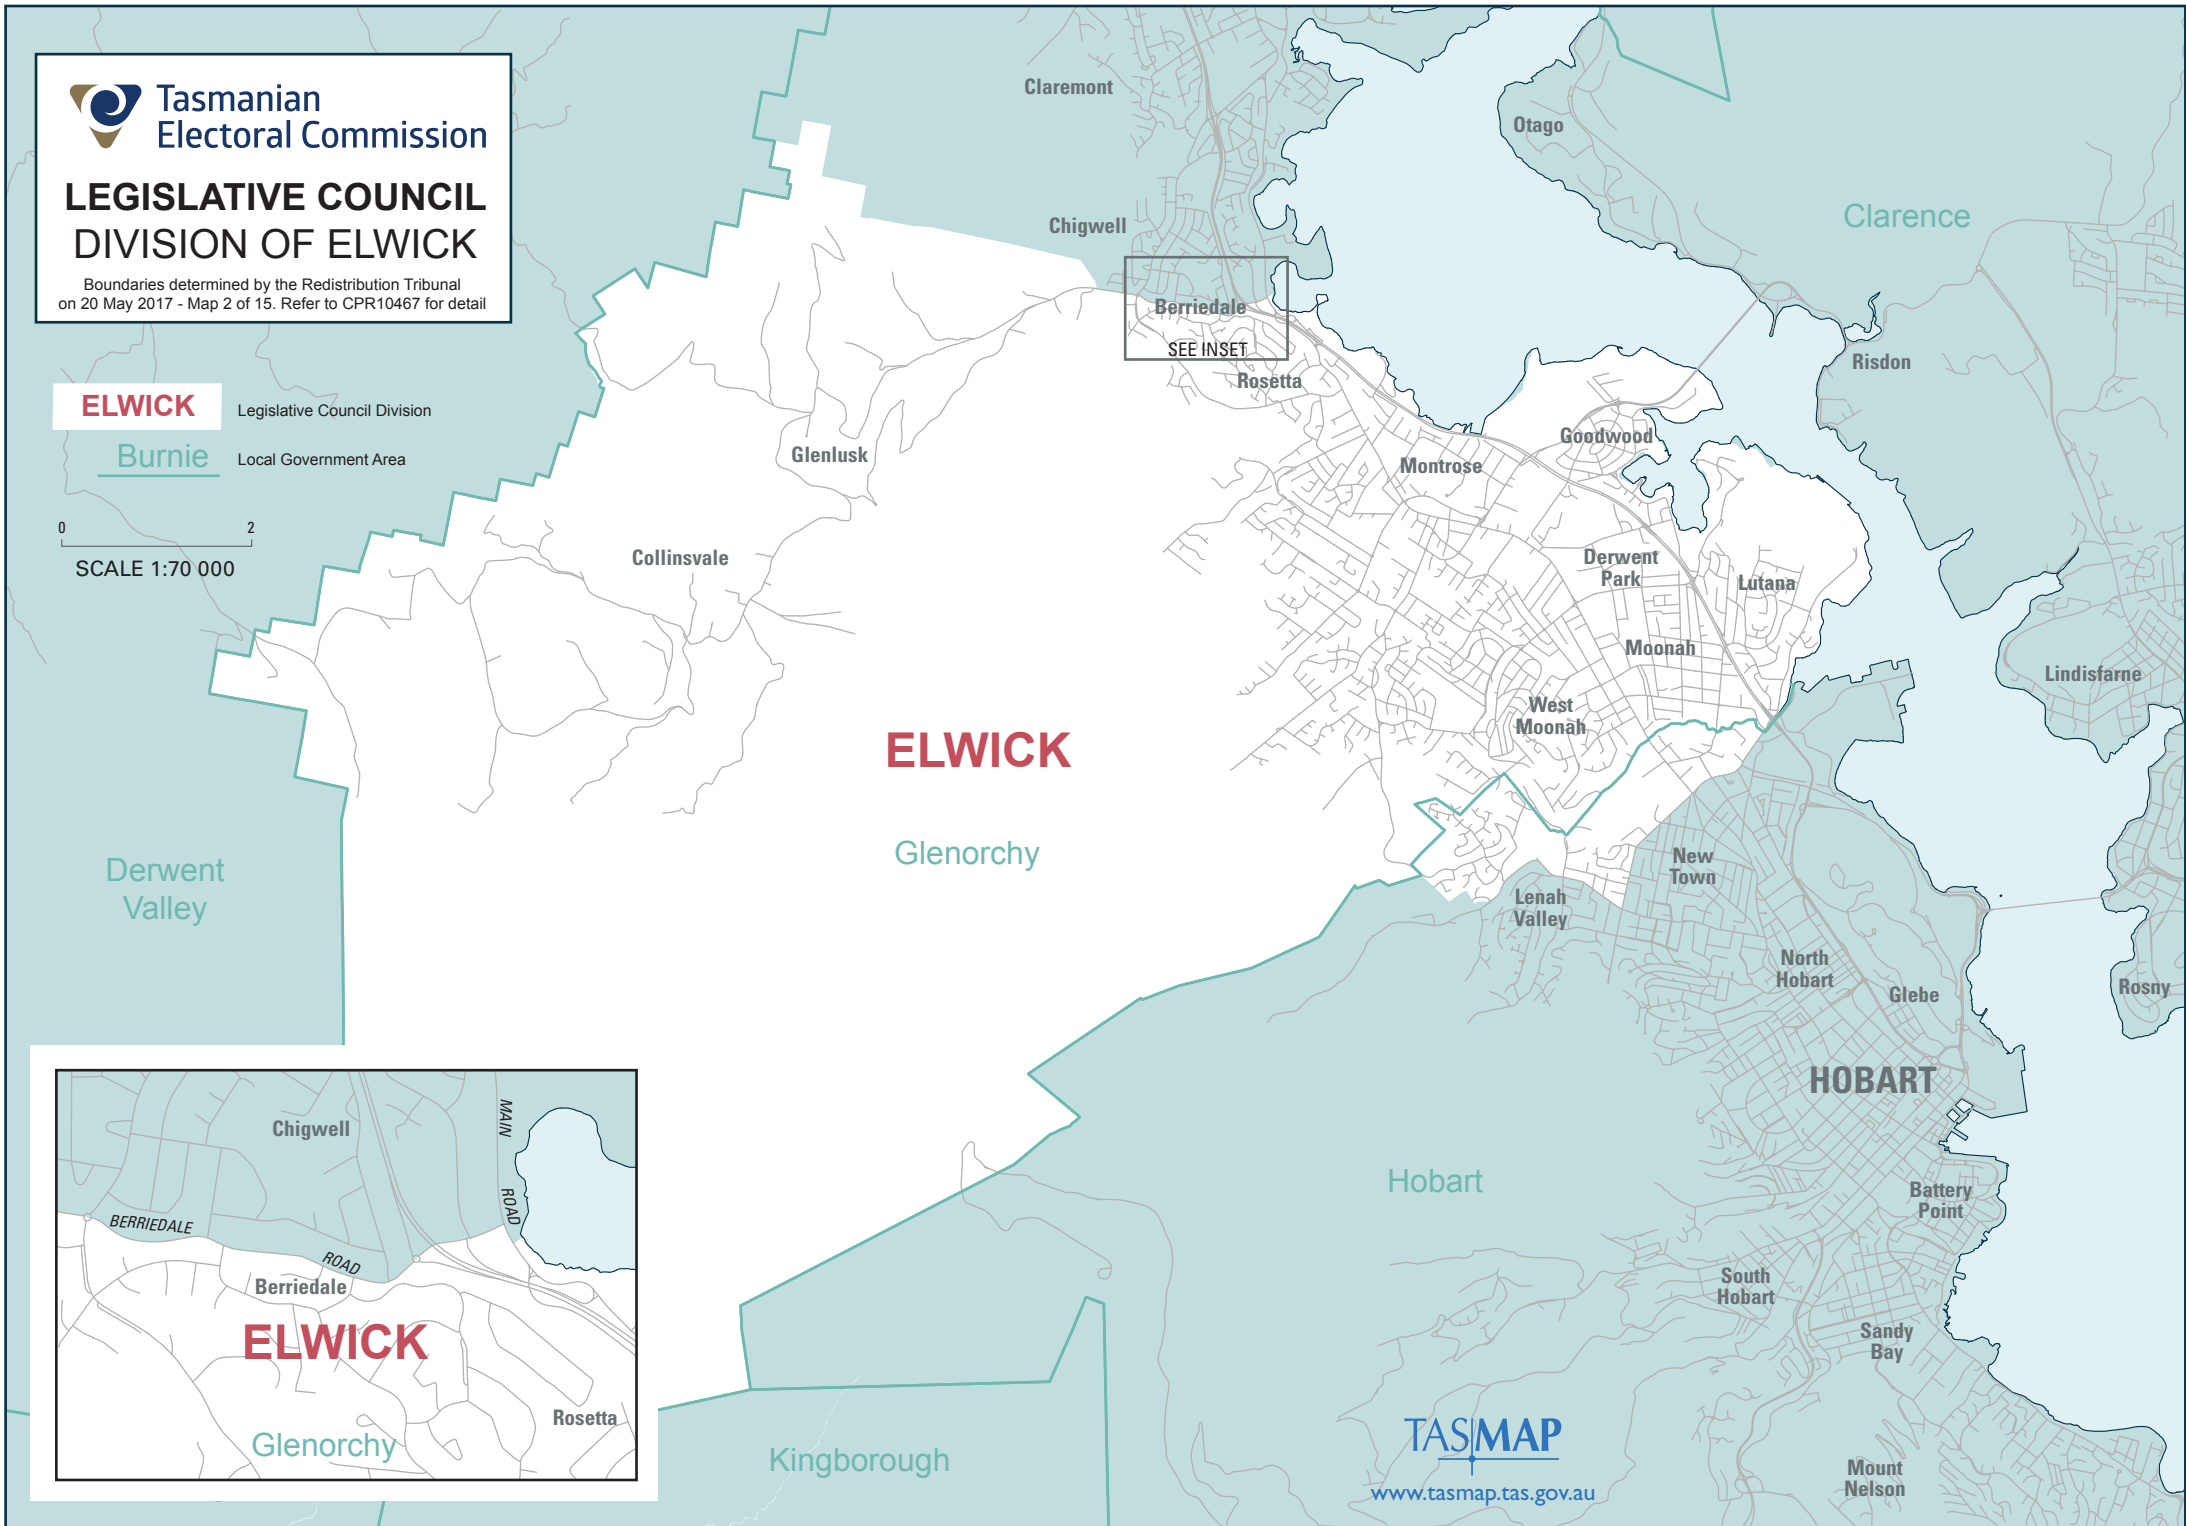 Tasmanian
Electoral Commission
LEGISLATIVE COUNCIL
DIVISION OF ELWICK
Boundaries determined by the Redistribution Tribunal
on 20 May 2017 - Map 2 of 15. Refer to CPR10467 for detail
ELWICK
Legislative Council Division
Burnie
Local Government Area
0 2
SCALE 1:70 000
Claremont
Otago
Clarence
Chigwell
Berriedale
SEE INSET
Rosetta
Risdon
Goodwood
Glenlusk
Montrose
Collinsvale
Derwent
Park
Lutana
Moonah
Lindisfarne
West
Moonah
ELWICK
Glenorchy
Derwent
Valley
New
Town
Lenah
Valley
North
Hobart
Glebe
Rosny
HOBART
Hobart
Battery
Point
South
Hobart
Sandy
Bay
Mount
Nelson
Kingborough
TASMAP
www.tasmap.tas.gov.au
Chigwell
MAIN
ROAD
BERRIEDALE
ROAD
Berriedale
ELWICK
Rosetta
Glenorchy